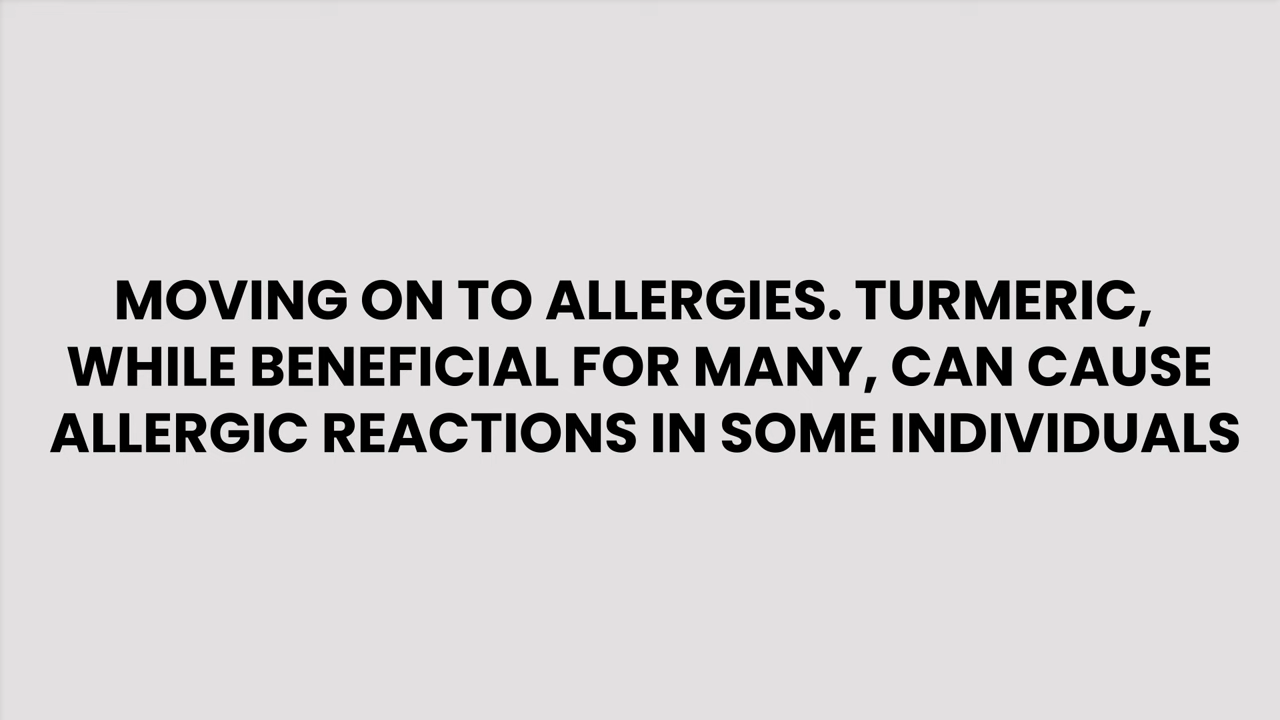 MOVING ON TO ALLERGIES. TURMERIC,
WHILE BENEFICIAL FOR MANY, CAN CAUSE
ALLERGIC REACTIONS IN SOME INDIVIDUALS